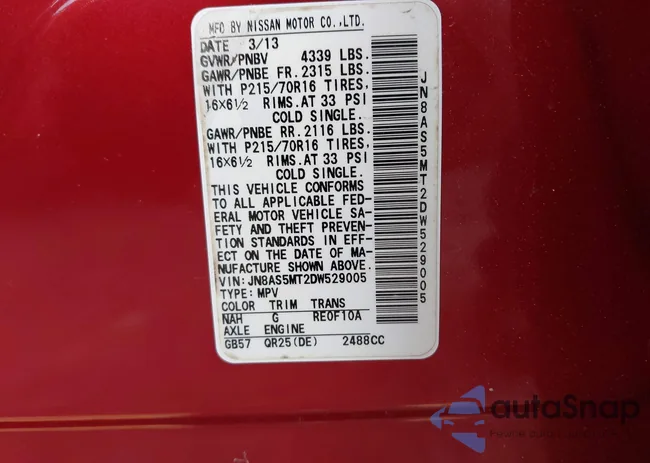 MFD BY NISSAN MOTOR CO.,LTD.
DATE 3/13
GVWR/PNBV 4339 LBS.
GAWR/PNBE FR. 2315 LBS.
WITH P215/70R16 TIRES,
16X6½ RIMS.AT 33 PSI
COLD SINGLE.
GAWR/PNBE RR. 2116 LBS.
WITH P215/70R16 TIRES,
16X6½ RIMS.AT 33 PSI
COLD SINGLE.
THIS VEHICLE CONFORMS
TO ALL APPLICABLE FED-
ERAL MOTOR VEHICLE SA-
FETY AND THEFT PREVEN-
TION STANDARDS IN EFF-
ECT ON THE DATE OF MA-
NUFACTURE SHOWN ABOVE.
VIN: JN8AS5MT2DW529005
TYPE: MPV
COLOR TRIM TRANS
NAH G RE0F10A
AXLE ENGINE
GB57 QR25(DE) 2488CC
JN8AS5MT2DW529005
autoSnap